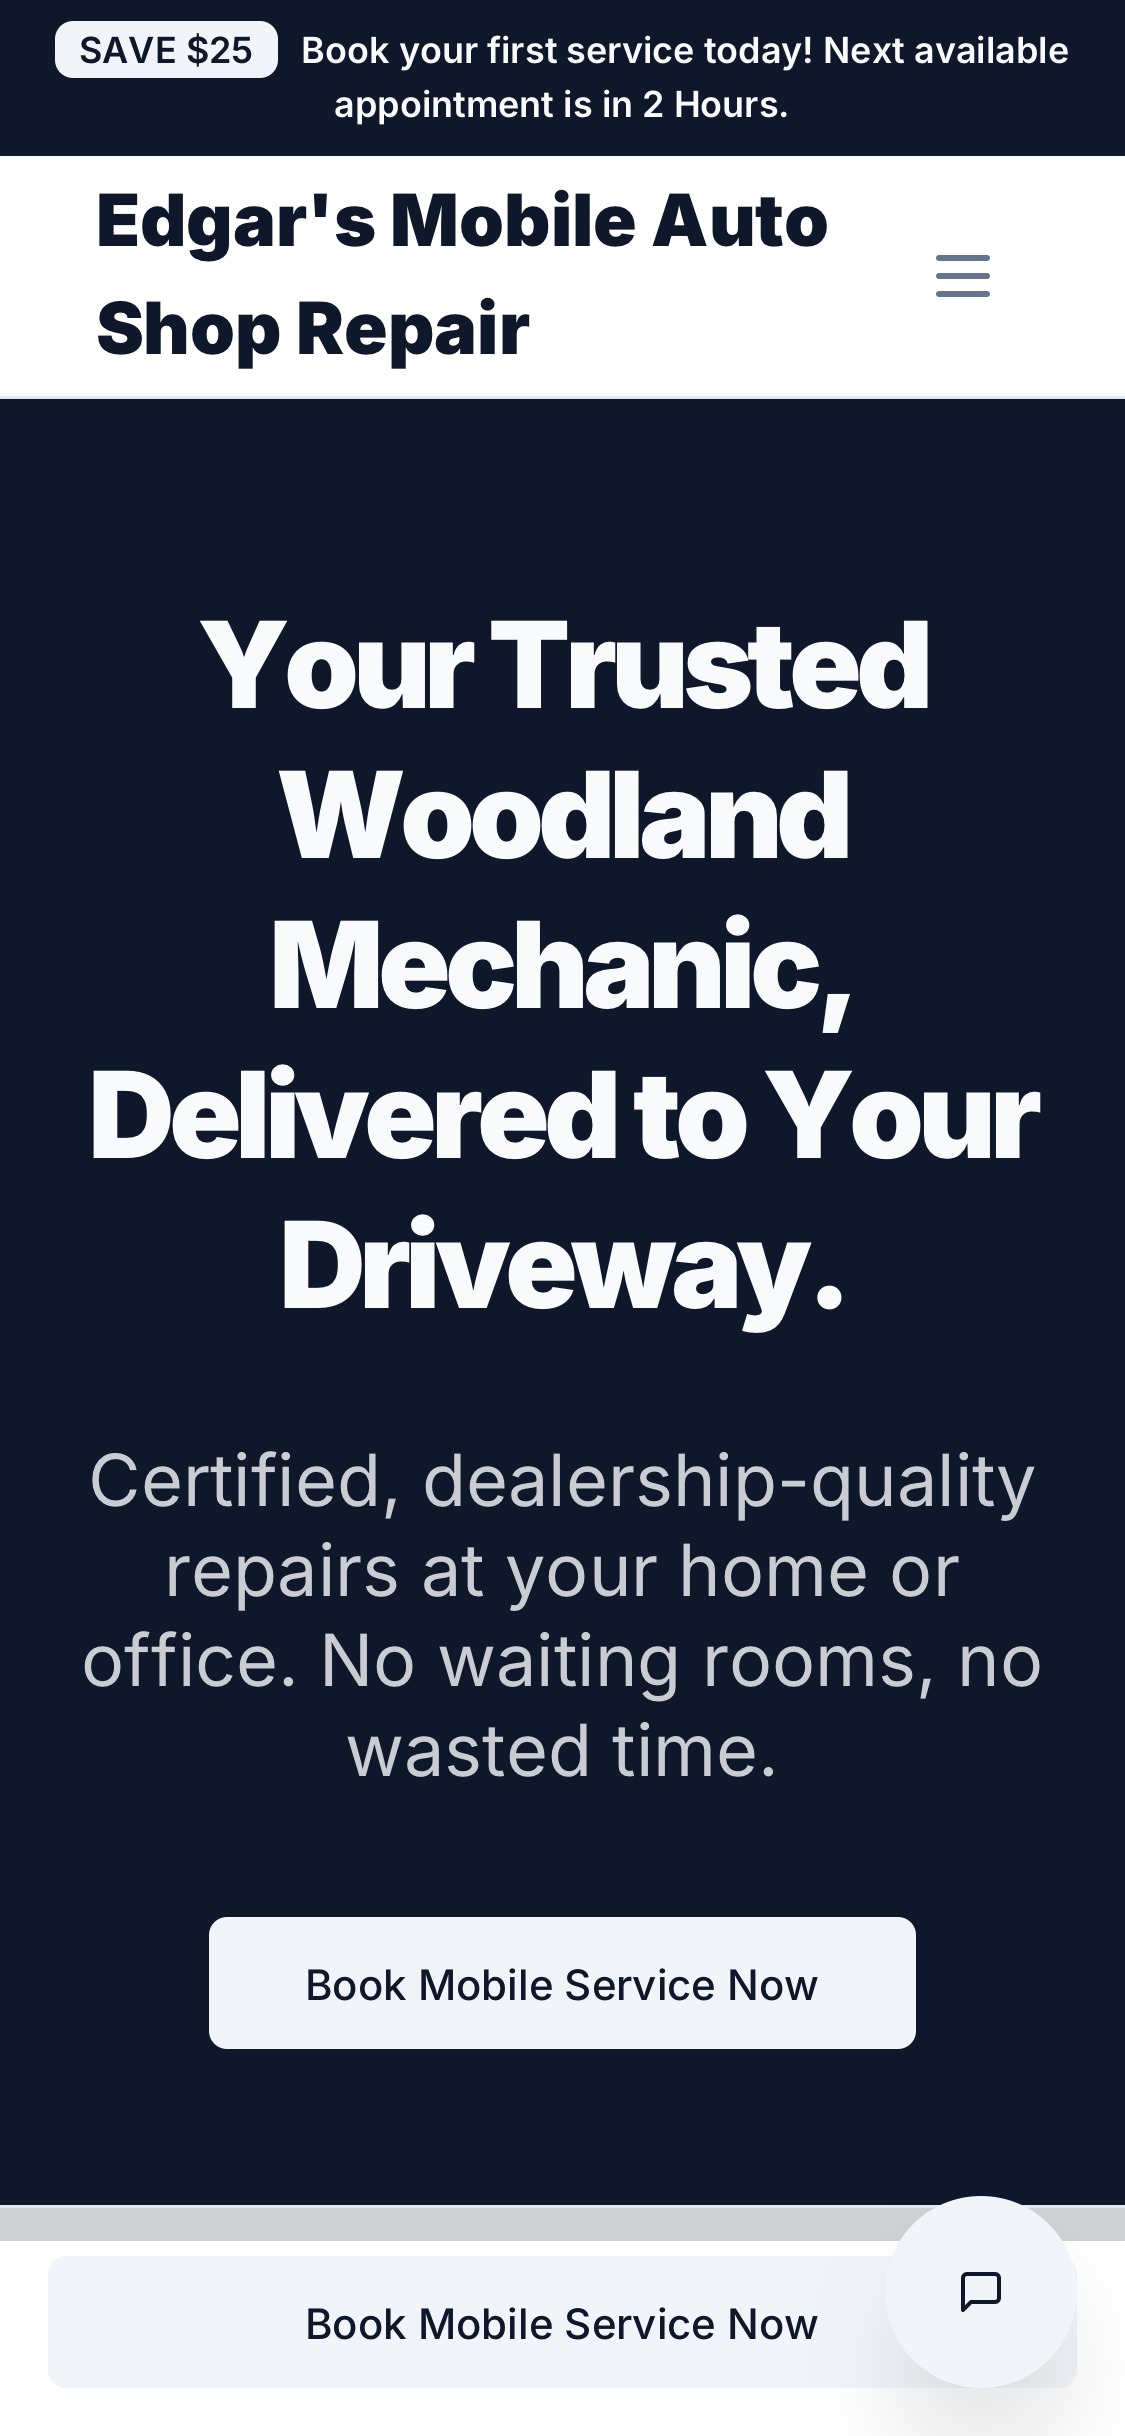 SAVE $25 Book your first service today! Next available
appointment is in 2 Hours.
Edgar's Mobile Auto
Shop Repair
Your Trusted
Woodland
Mechanic,
Delivered to Your
Driveway.
Certified, dealership-quality
repairs at your home or
office. No waiting rooms, no
wasted time.
Book Mobile Service Now
Book Mobile Service Now